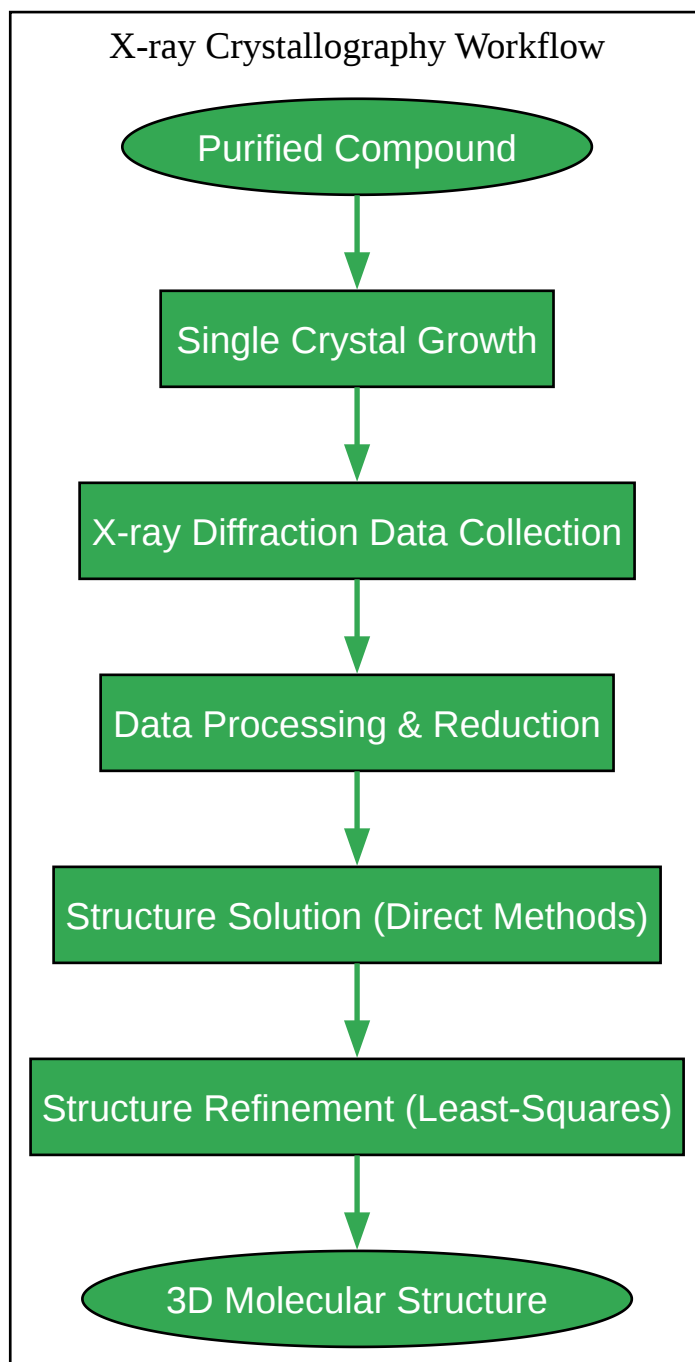 X-ray Crystallography Workflow
Purified Compound
Single Crystal Growth
X-ray Diffraction Data Collection
Data Processing & Reduction
Structure Solution (Direct Methods)
Structure Refinement (Least-Squares)
3D Molecular Structure